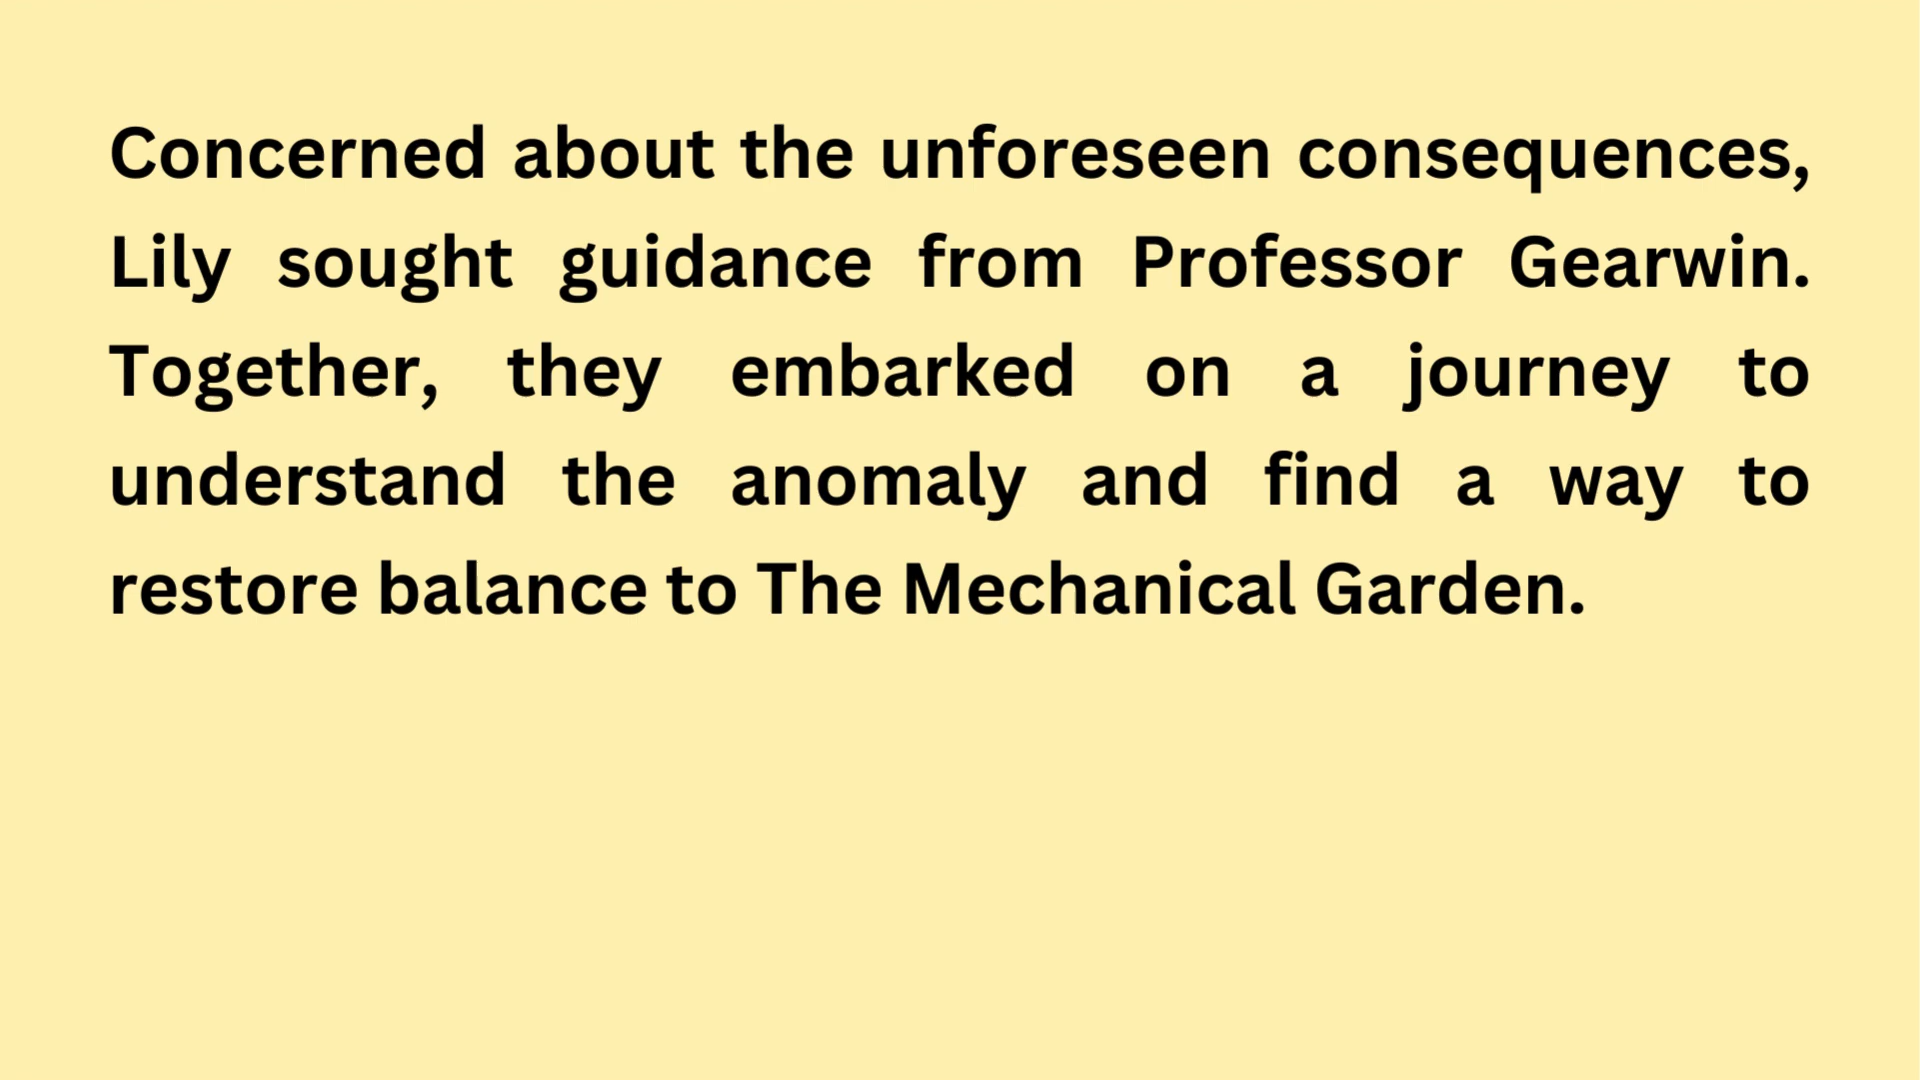 Concerned about the unforeseen consequences,
Lily sought guidance from Professor Gearwin.
Together, they embarked on a journey to
understand the anomaly and find a way to
restore balance to The Mechanical Garden.